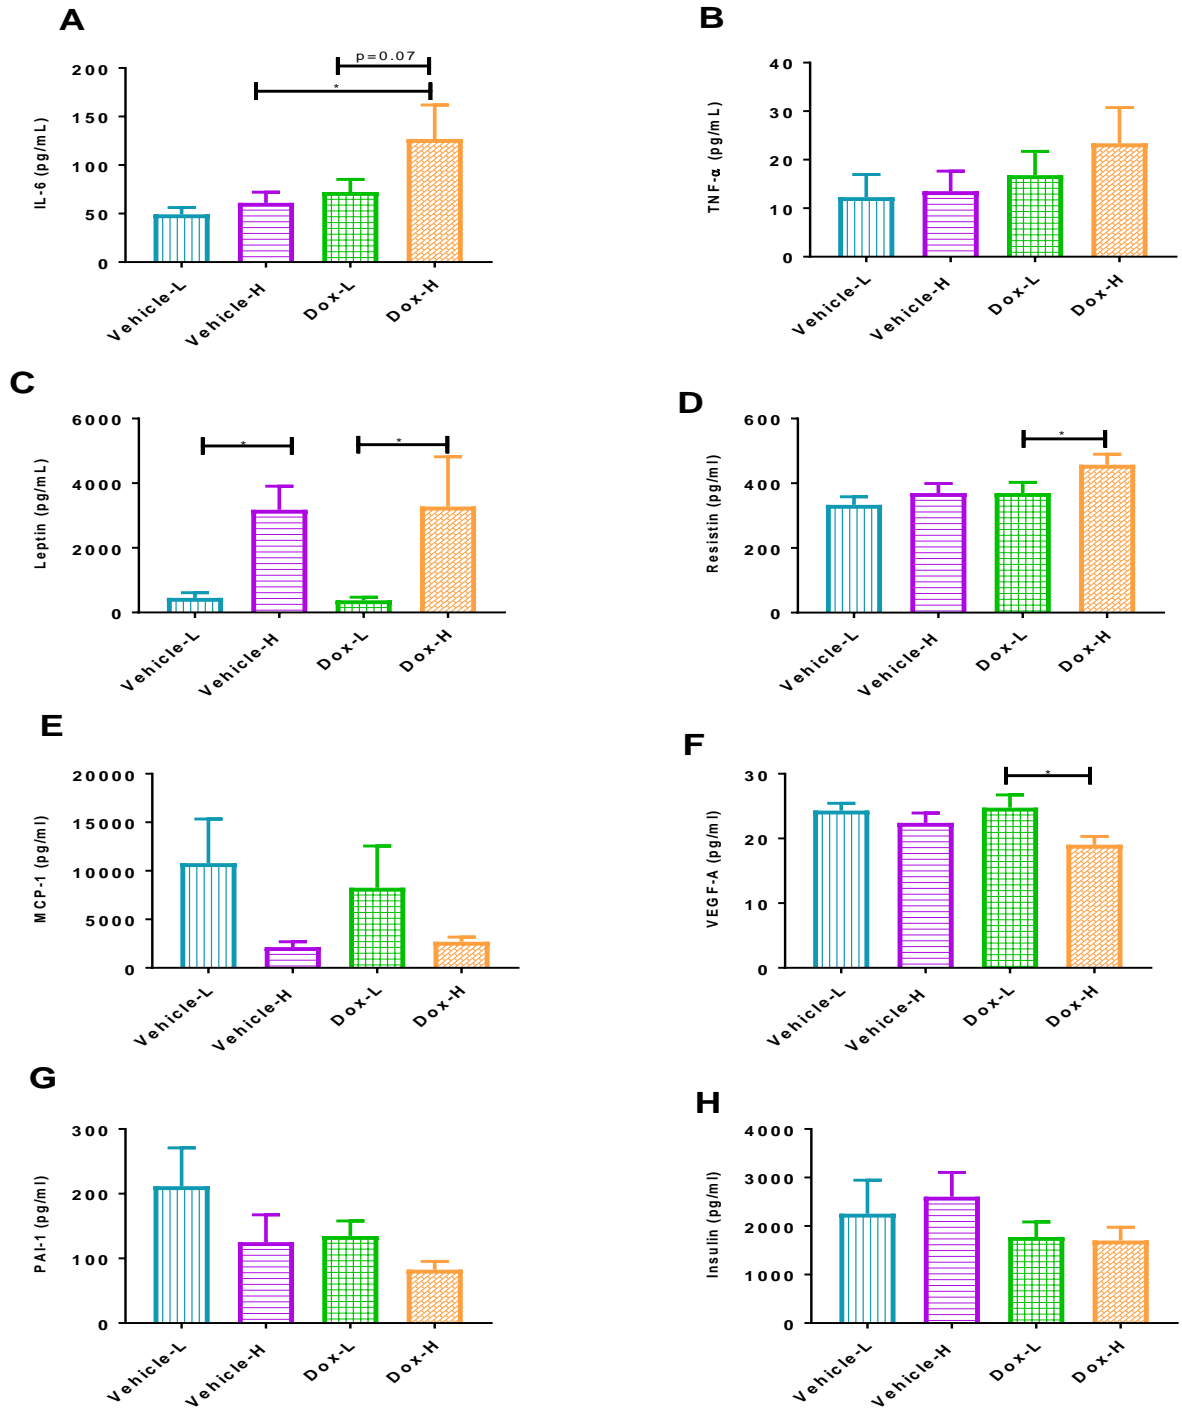 A
p=0.07
*
200
150
100
50
0
IL-6 (pg/mL)
Vehicle-L
Vehicle-H
Dox-L
Dox-H
B
40
30
20
10
0
TNF-α (pg/mL)
Vehicle-L
Vehicle-H
Dox-L
Dox-H
C
*
*
6000
4000
2000
0
Leptin (pg/mL)
Vehicle-L
Vehicle-H
Dox-L
Dox-H
D
*
600
400
200
0
Resistin (pg/ml)
Vehicle-L
Vehicle-H
Dox-L
Dox-H
E
20000
15000
10000
5000
0
MCP-1 (pg/ml)
Vehicle-L
Vehicle-H
Dox-L
Dox-H
F
*
30
20
10
0
VEGF-A (pg/ml)
Vehicle-L
Vehicle-H
Dox-L
Dox-H
G
300
200
100
0
PAI-1 (pg/ml)
Vehicle-L
Vehicle-H
Dox-L
Dox-H
H
4000
3000
2000
1000
0
Insulin (pg/ml)
Vehicle-L
Vehicle-H
Dox-L
Dox-H